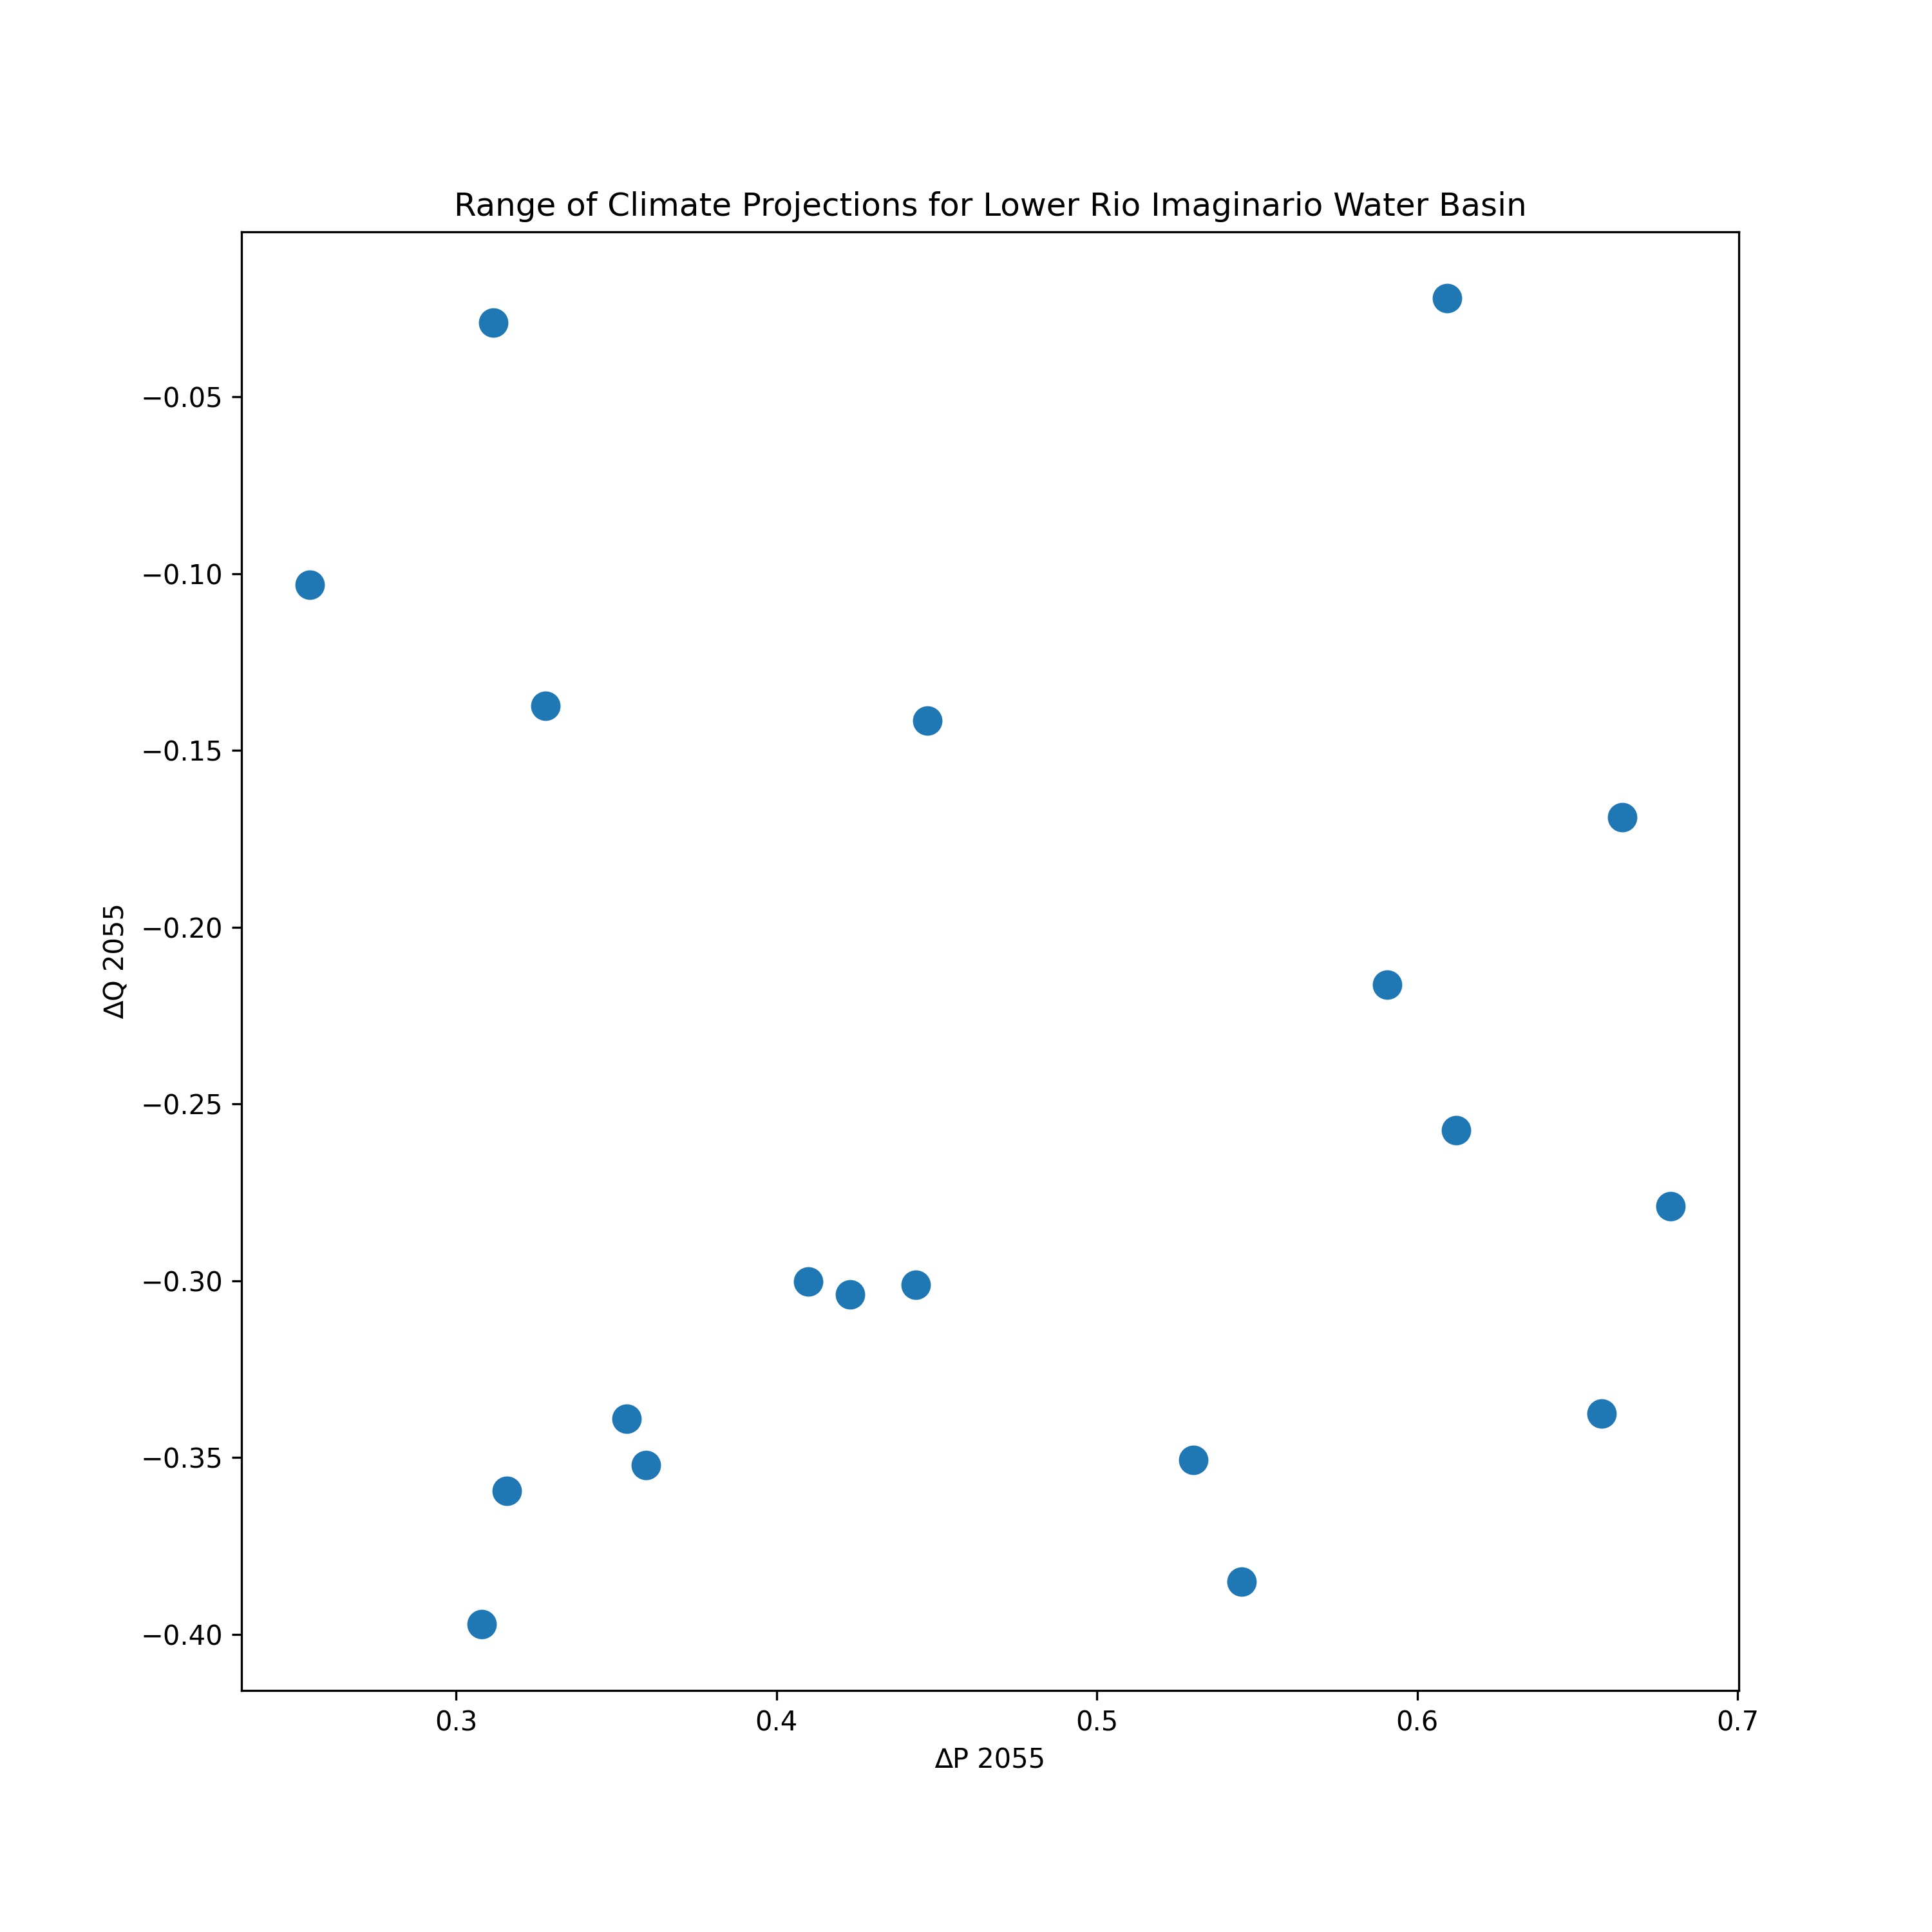 Range of Climate Projections for Lower Rio Imaginario Water Basin
−0.05
−0.10
−0.15
−0.20
−0.25
−0.30
−0.35
−0.40
ΔQ 2055
0.3 0.4 0.5 0.6 0.7
ΔP 2055